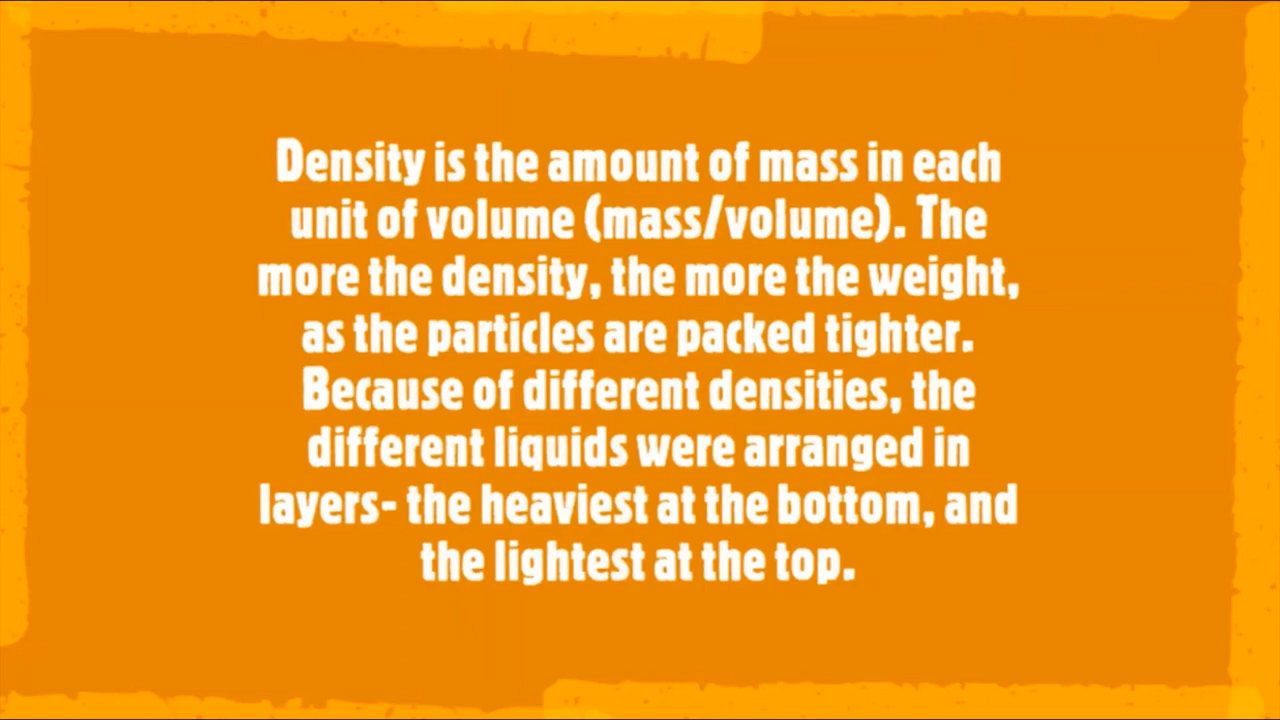 Density is the amount of mass in each
unit of volume (mass/volume). The
more the density, the more the weight,
as the particles are packed tighter.
Because of different densities, the
different liquids were arranged in
layers- the heaviest at the bottom, and
the lightest at the top.